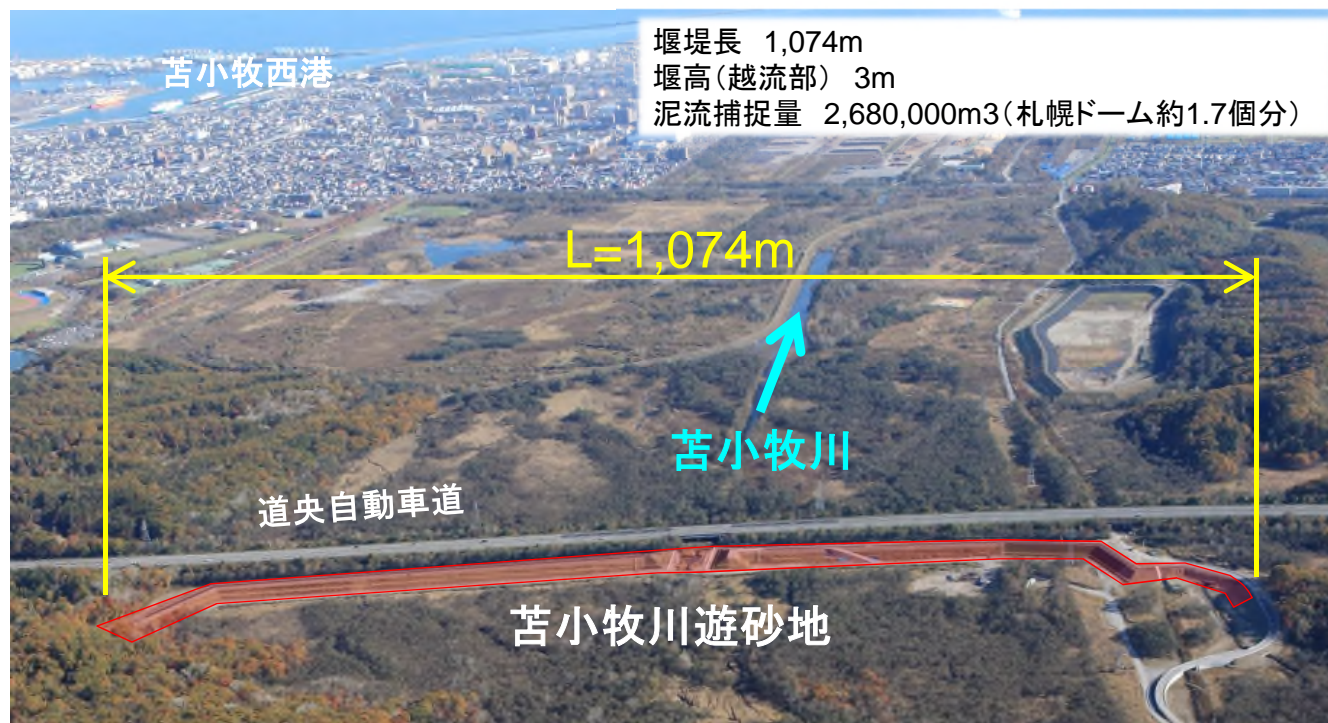 堰堤長 1,074m
堰高(越流部) 3m
泥流捕捉量 2,680,000m3(札幌ドーム約1.7個分)
苫小牧西港
L=1,074m
苫小牧川
道央自動車道
苫小牧川遊砂地